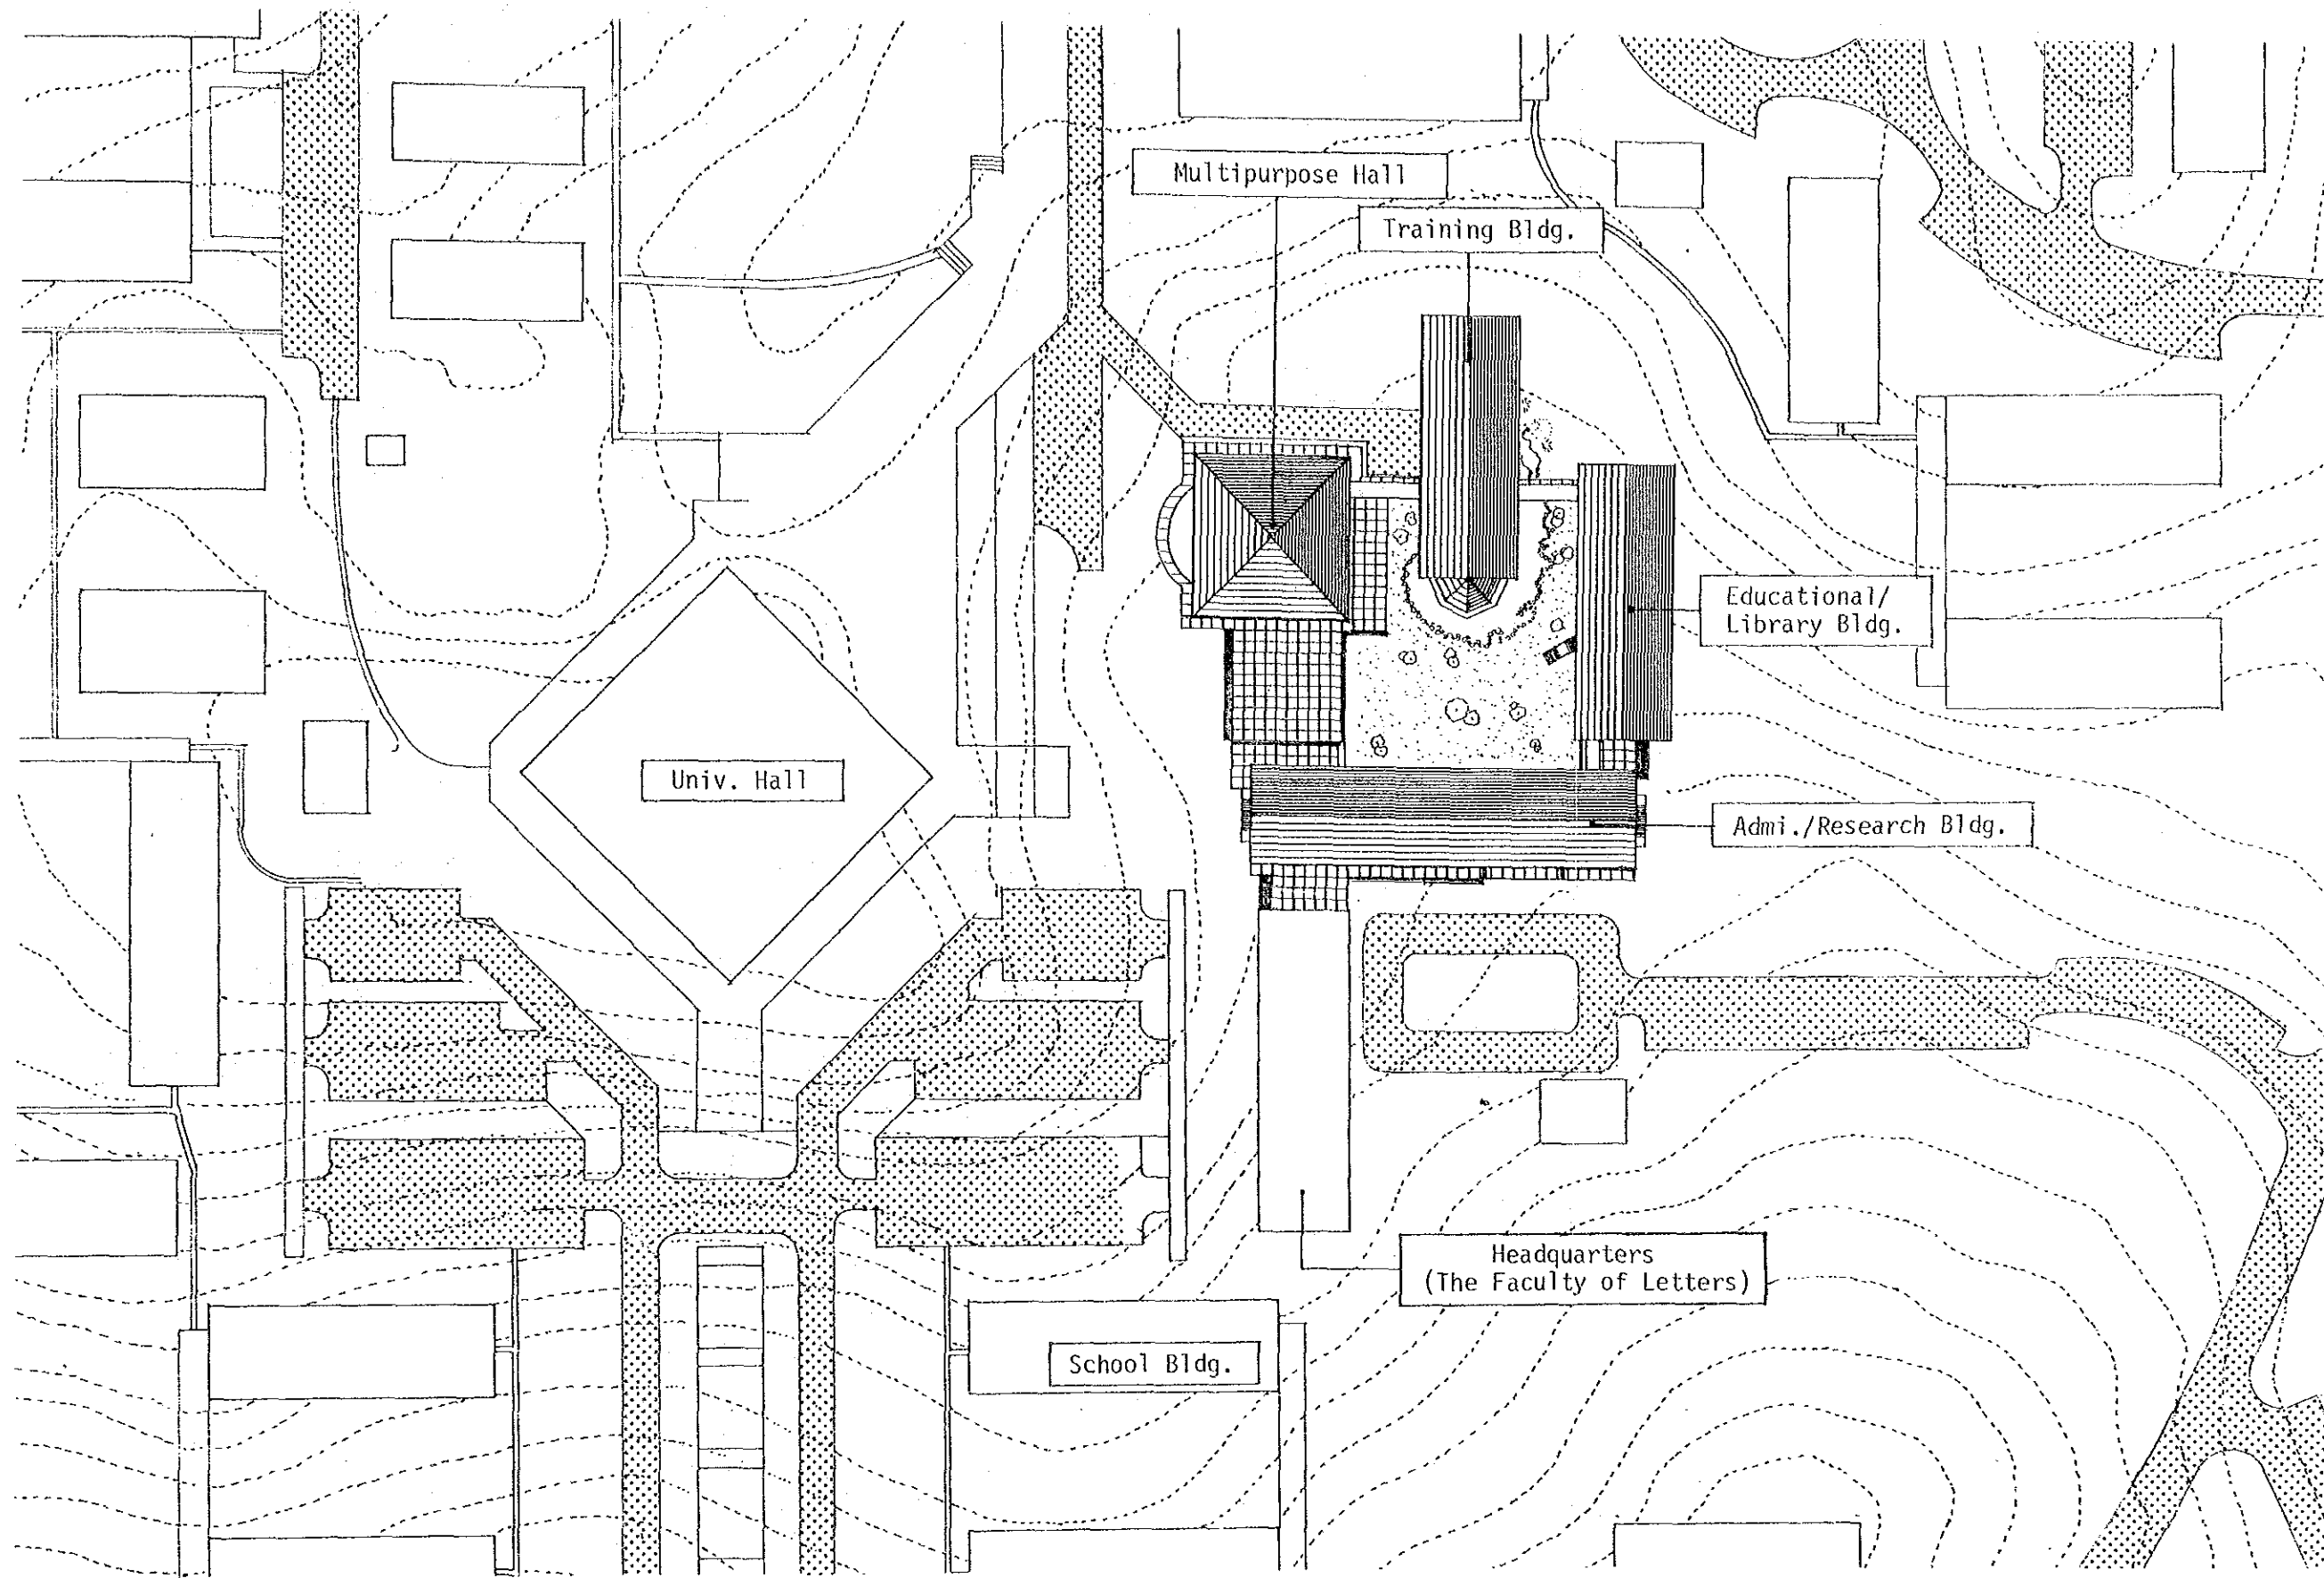 Multipurpose Hall
Training Bldg.
Educational/
Library Bldg.
Univ. Hall
Admi./Research Bldg.
Headquarters
(The Faculty of Letters)
School Bldg.